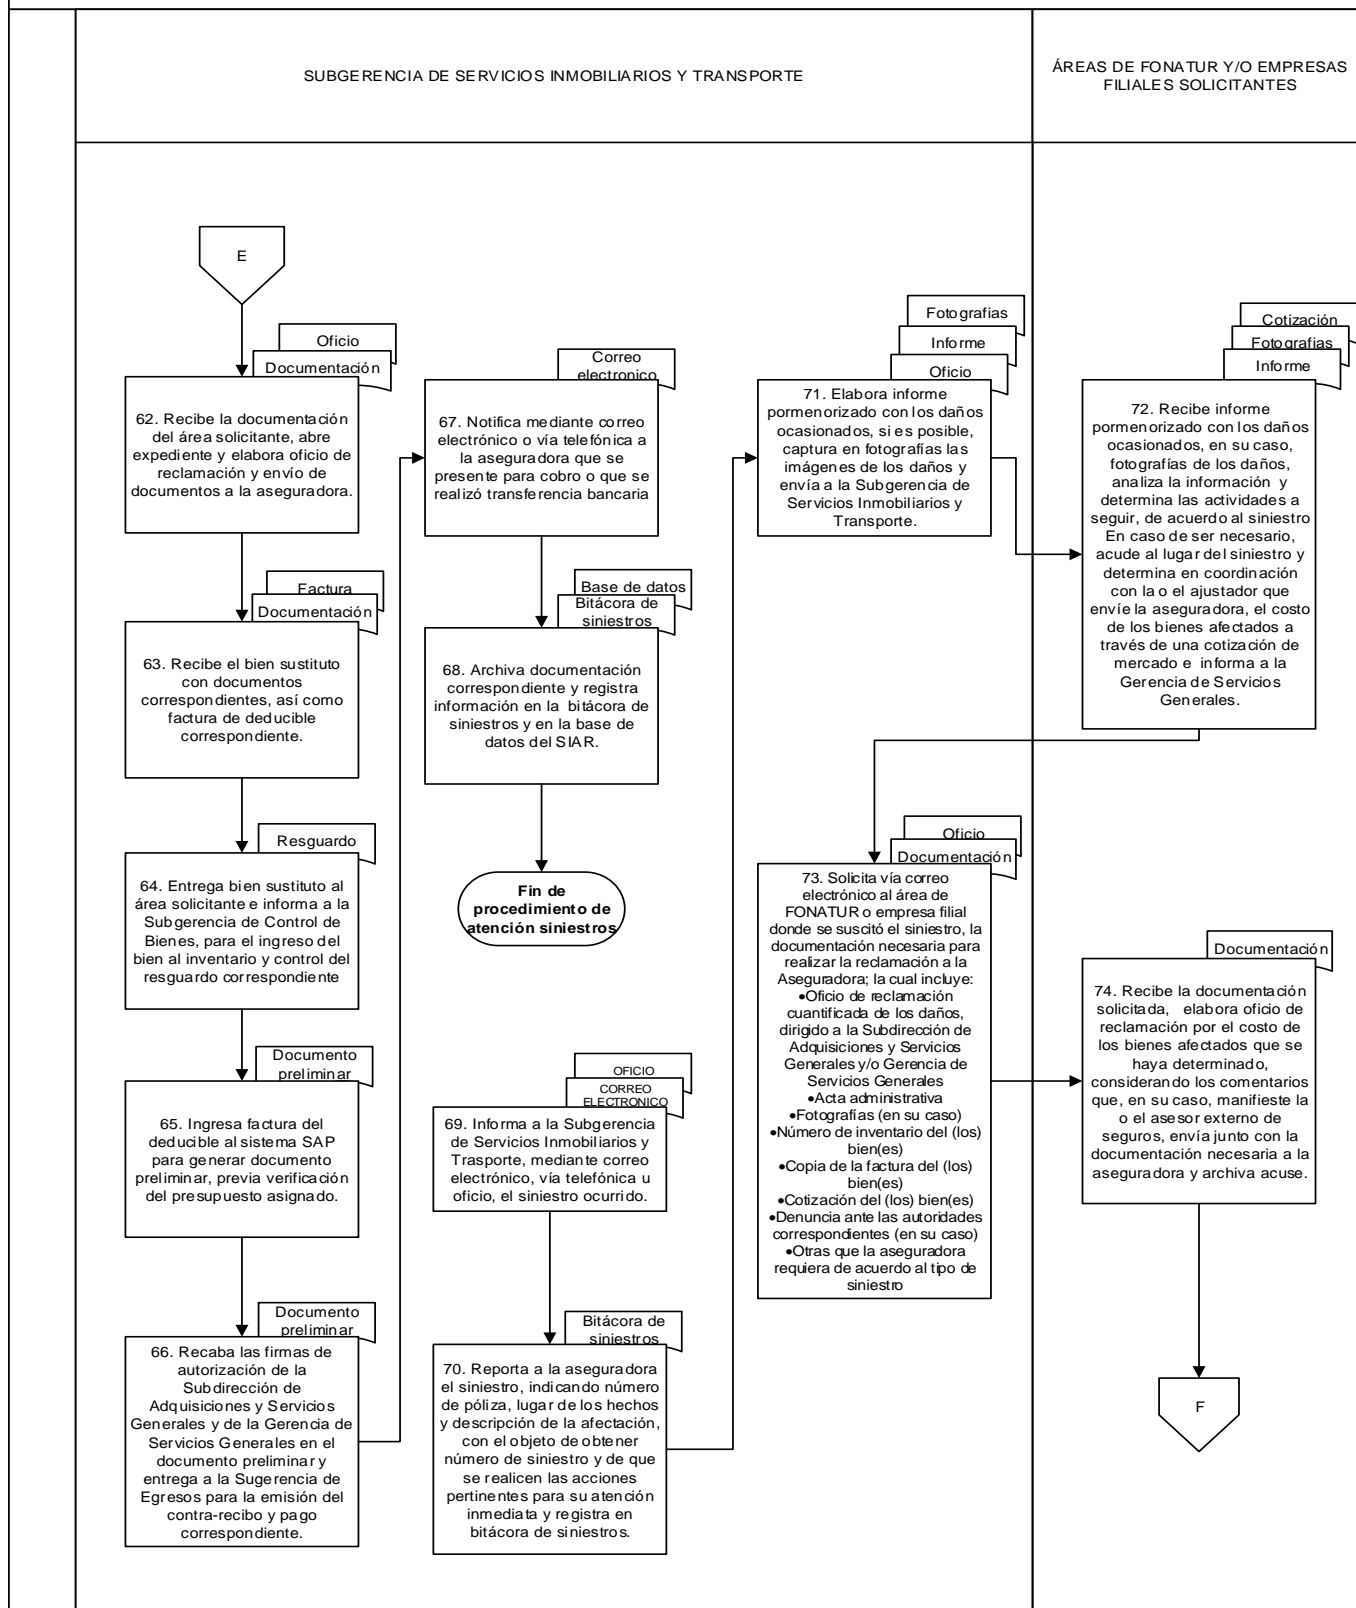 SUBGERENCIA DE SERVICIOS INMOBILIARIOS Y TRANSPORTE
ÁREAS DE FONATUR Y/O EMPRESAS
FILIALES SOLICITANTES
E
Oficio
Documentación
62. Recibe la documentación
del área solicitante, abre
expediente y elabora oficio de
reclamación y envío de
documentos a la aseguradora.
Factura
Documentación
63. Recibe el bien sustituto
con documentos
correspondientes, así como
factura de deducible
correspondiente.
Resguardo
64. Entrega bien sustituto al
área solicitante e informa a la
Subgerencia de Control de
Bienes, para el ingreso del
bien al inventario y control del
resguardo correspondiente
Documento
preliminar
65. Ingresa factura del
deducible al sistema SAP
para generar documento
preliminar, previa verificación
del presupuesto asignado.
Documento
preliminar
66. Recaba las firmas de
autorización de la
Subdirección de
Adquisiciones y Servicios
Generales y de la Gerencia de
Servicios Generales en el
documento preliminar y
entrega a la Sugerencia de
Egresos para la emisión del
contra-recibo y pago
correspondiente.
Correo
electronico
67. Notifica mediante correo
electrónico o vía telefónica a
la aseguradora que se
presente para cobro o que se
realizó transferencia bancaria
Base de datos
Bitácora de
siniestros
68. Archiva documentación
correspondiente y registra
información en la bitácora de
siniestros y en la base de
datos del SIAR.
Fin de
procedimiento de
atención siniestros
OFICIO
CORREO
ELECTRONICO
69. Informa a la Subgerencia
de Servicios Inmobiliarios y
Trasporte, mediante correo
electrónico, vía telefónica u
oficio, el siniestro ocurrido.
Bitácora de
siniestros
70. Reporta a la aseguradora
el siniestro, indicando número
de póliza, lugar de los hechos
y descripción de la afectación,
con el objeto de obtener
número de siniestro y de que
se realicen las acciones
pertinentes para su atención
inmediata y registra en
bitácora de siniestros.
Fotografias
Informe
Oficio
71. Elabora informe
pormenorizado con los daños
ocasionados, si es posible,
captura en fotografías las
imágenes de los daños y
envía a la Subgerencia de
Servicios Inmobiliarios y
Transporte.
Cotización
Fotografias
Informe
72. Recibe informe
pormenorizado con los daños
ocasionados, en su caso,
fotografías de los daños,
analiza la información y
determina las actividades a
seguir, de acuerdo al siniestro
En caso de ser necesario,
acude al lugar del siniestro y
determina en coordinación
con la o el ajustador que
envíe la aseguradora, el costo
de los bienes afectados a
través de una cotización de
mercado e informa a la
Gerencia de Servicios
Generales.
Oficio
Documentación
73. Solicita vía correo
electrónico al área de
FONATUR o empresa filial
donde se suscitó el siniestro, la
documentación necesaria para
realizar la reclamación a la
Aseguradora; la cual incluye:
•Oficio de reclamación
cuantificada de los daños,
dirigido a la Subdirección de
Adquisiciones y Servicios
Generales y/o Gerencia de
Servicios Generales
•Acta administrativa
•Fotografías (en su caso)
•Número de inventario del (los)
bien(es)
•Copia de la factura del (los)
bien(es)
•Cotización del (los) bien(es)
•Denuncia ante las autoridades
correspondientes (en su caso)
•Otras que la aseguradora
requiera de acuerdo al tipo de
siniestro
Documentación
74. Recibe la documentación
solicitada, elabora oficio de
reclamación por el costo de
los bienes afectados que se
haya determinado,
considerando los comentarios
que, en su caso, manifieste la
o el asesor externo de
seguros, envía junto con la
documentación necesaria a la
aseguradora y archiva acuse.
F